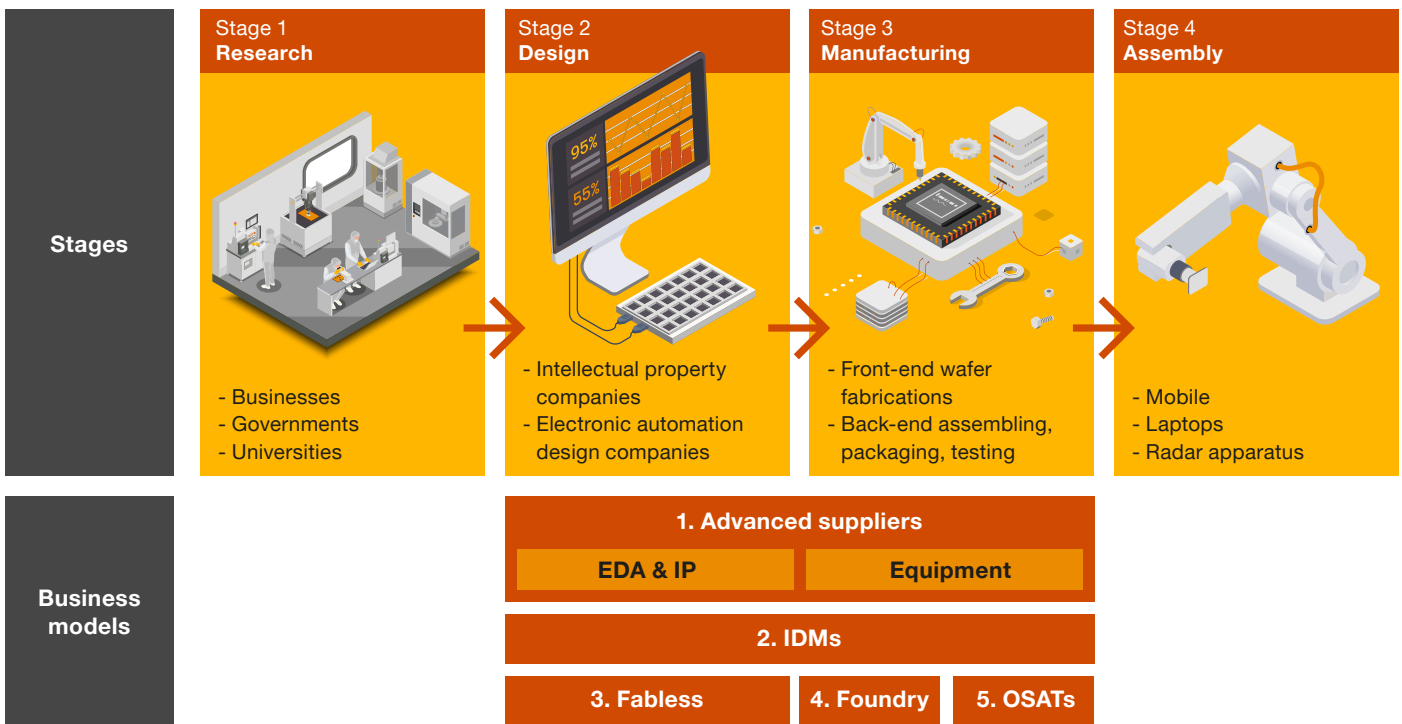 Stages
Stage 1
Research
- Businesses
- Governments
- Universities
Stage 2
Design
95%
55%
- Intellectual property
companies
- Electronic automation
design companies
Stage 3
Manufacturing
- Front-end wafer
fabrications
- Back-end assembling,
packaging, testing
Stage 4
Assembly
- Mobile
- Laptops
- Radar apparatus
Business
models
1. Advanced suppliers
EDA & IP
Equipment
2. IDMs
3. Fabless
4. Foundry
5. OSATs